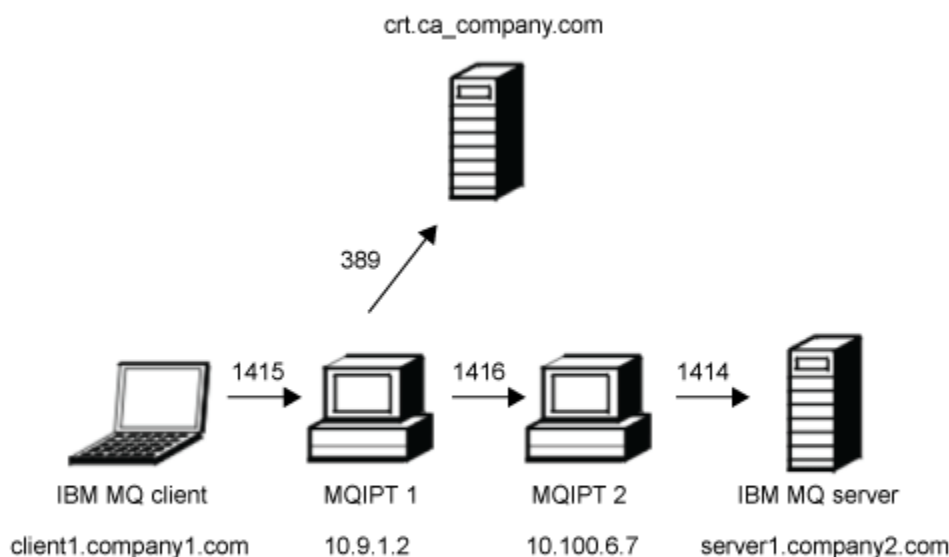 crt.ca_company.com
389
1415
1416
1414
IBM MQ client
MQIPT 1
MQIPT 2
IBM MQ server
client1.company1.com
10.9.1.2
10.100.6.7
server1.company2.com